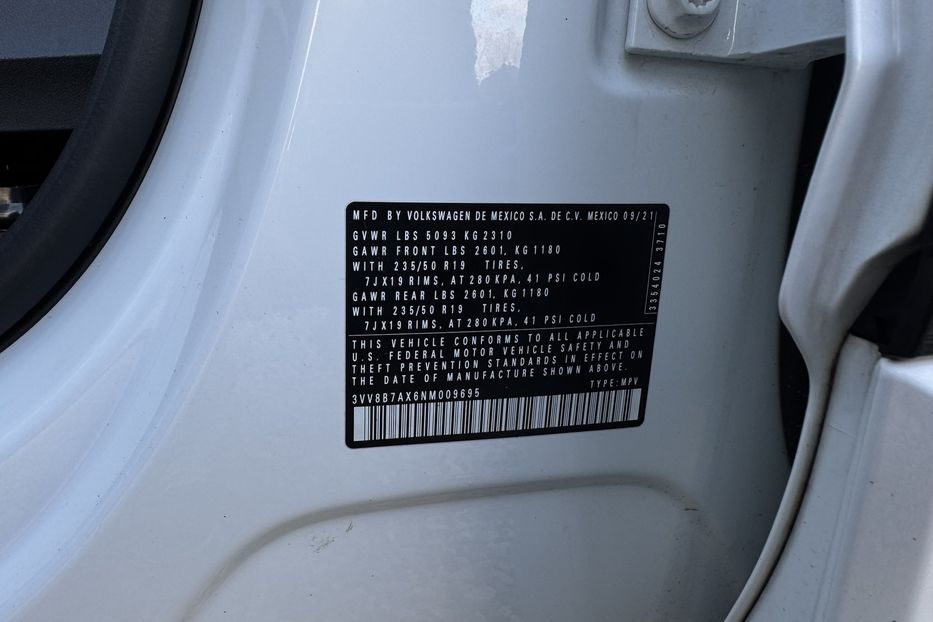 MFD BY VOLKSWAGEN DE MEXICO S.A. DE C.V. MEXICO 09/21
GVWR LBS 5093 KG 2310
GAWR FRONT LBS 2601, KG 1180
WITH 235/50 R19 TIRES,
7JX19 RIMS, AT 280 KPA, 41 PSI COLD
GAWR REAR LBS 2601, KG 1180
WITH 235/50 R19 TIRES,
7JX19 RIMS, AT 280 KPA, 41 PSI COLD
THIS VEHICLE CONFORMS TO ALL APPLICABLE
U.S. FEDERAL MOTOR VEHICLE SAFETY AND
THEFT PREVENTION STANDARDS IN EFFECT ON
THE DATE OF MANUFACTURE SHOWN ABOVE.
3VV8B7AX6NM009695 TYPE: MPV
3354024 3710